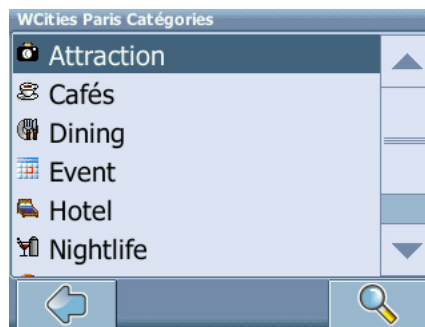 WCities Paris Catégories
Attraction
Cafés
Dining
Event
Hotel
Nightlife